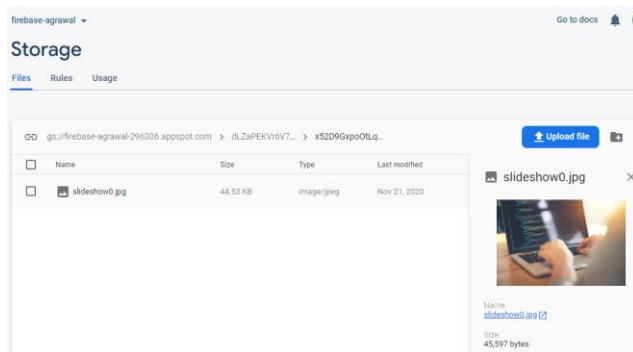 firebase-agrawal
Go to docs
Storage
Files Rules Usage
gs://firebase-agrawal-296306.appspot.com > dLZaPEKVr6V7... > x52D9GxpoOtLq...
Upload file
Name Size Type Last modified
slideshow0.jpg 44.53 KB image/jpeg Nov 21, 2020
slideshow0.jpg
Name
slideshow0.jpg
Size
45,597 bytes